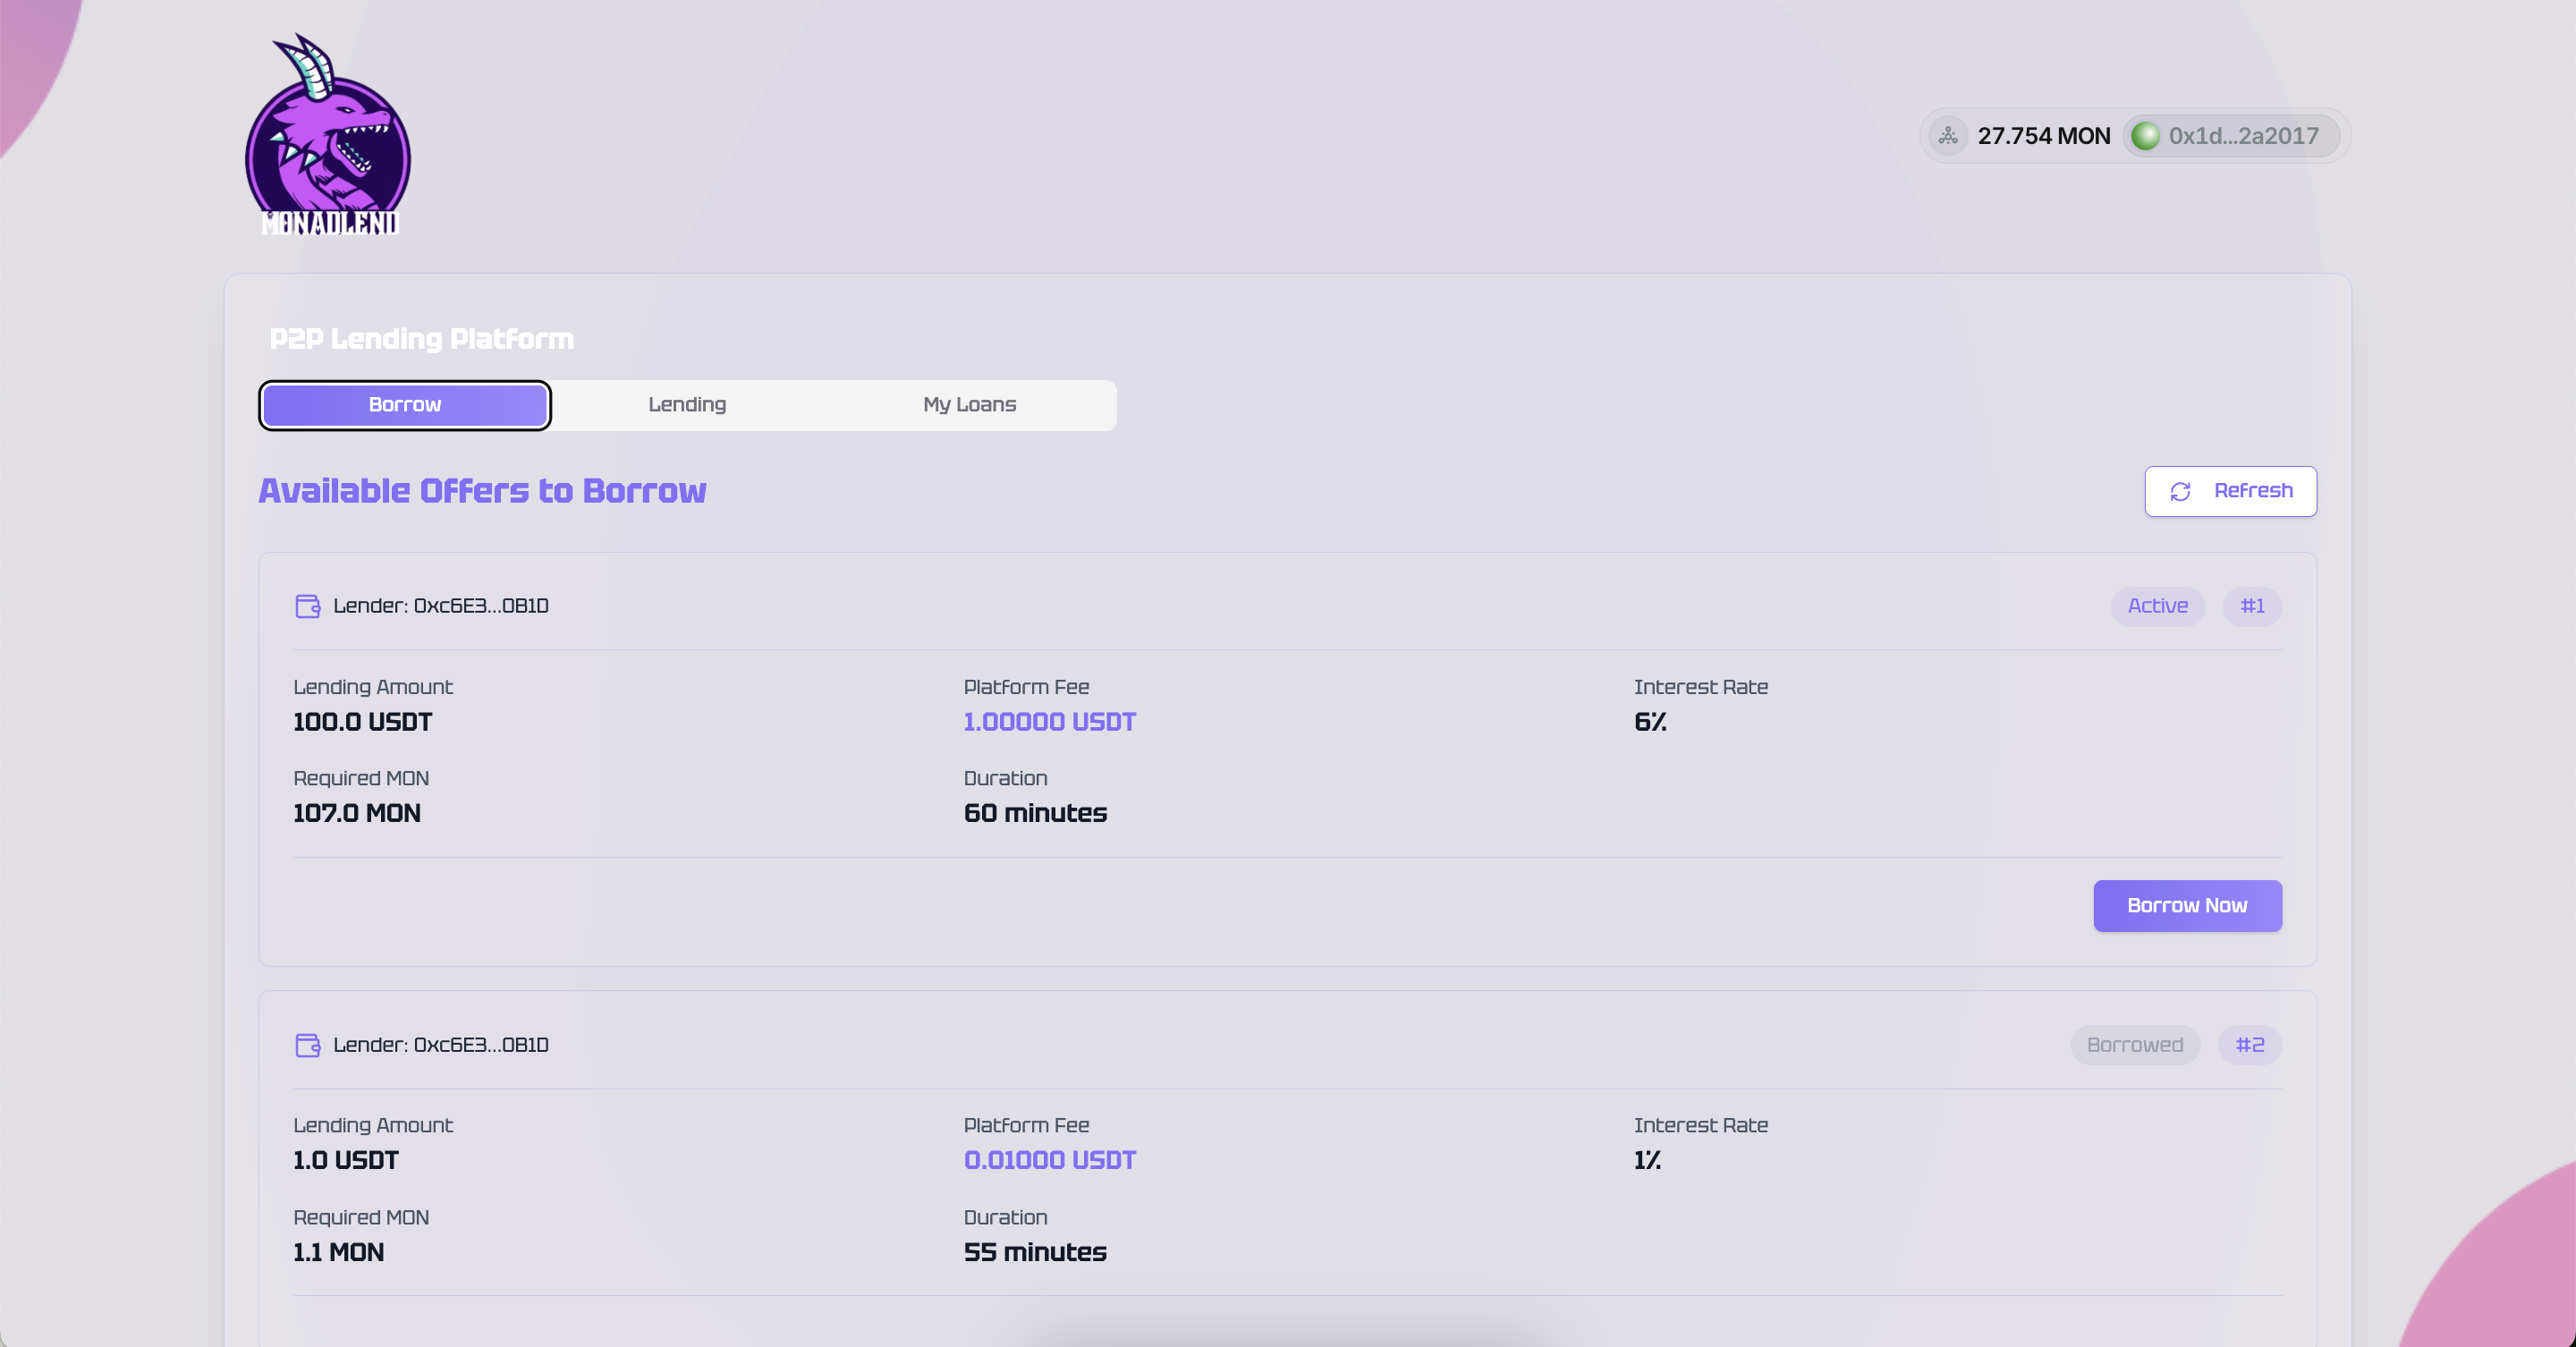 MONADLEND
27.754 MON 0x1d...2a2017
P2P Lending Platform
Borrow Lending My Loans
Available Offers to Borrow Refresh
Lender: 0xc6E3...0B1D Active #1
Lending Amount Platform Fee Interest Rate
100.0 USDT 1.00000 USDT 6%
Required MON Duration
107.0 MON 60 minutes
Borrow Now
Lender: 0xc6E3...0B1D Borrowed #2
Lending Amount Platform Fee Interest Rate
1.0 USDT 0.01000 USDT 1%
Required MON Duration
1.1 MON 55 minutes